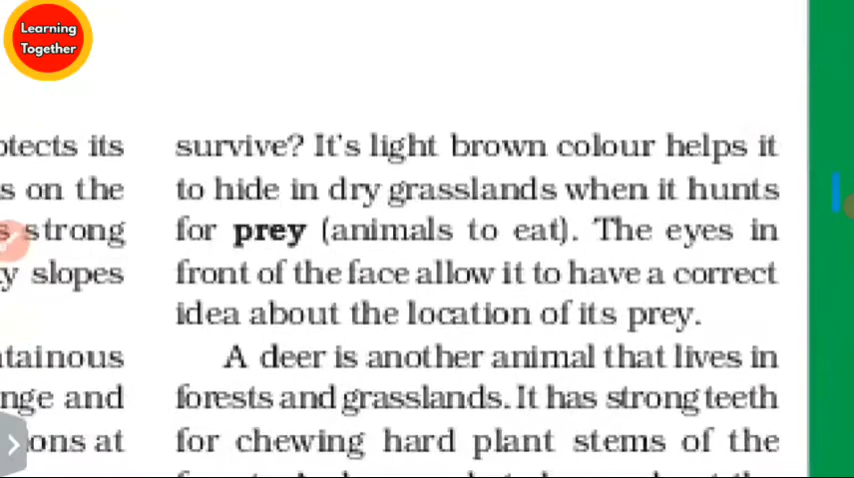 Learning
Together
its
s on the
strong
y slopes
nge and
ons at
survive? It's light brown colour helps it
to hide in dry grasslands when it hunts
for prey (animals to eat). The eyes in
front of the face allow it to have a correct
idea about the location of its prey.
A deer is another animal that lives in
forests and grasslands. It has strong teeth
for chewing hard plant stems of the